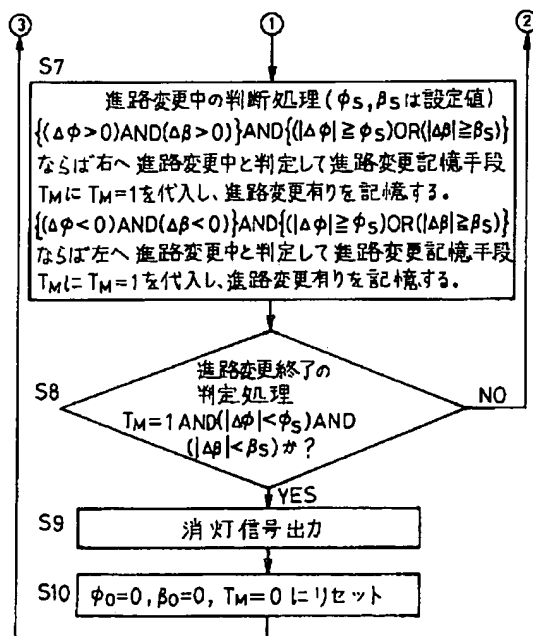 ③ ① ②
S7
進路変更中の判断処理(φS,βSは設定値)
{(Δφ>0)AND(Δβ>0)}AND{(|Δφ|≧φS)OR(|Δβ|≧βS)}
ならば右へ進路変更中と判定して進路変更記憶手段
TMにTM=1を代入し、進路変更有りを記憶する。
{(Δφ<0)AND(Δβ<0)}AND{(|Δφ|≧φS)OR(|Δβ|≧βS)}
ならば左へ進路変更中と判定して進路変更記憶手段
TMにTM=1を代入し、進路変更有りを記憶する。
S8
進路変更終了の
判定処理
TM=1 AND(|Δφ|<φS)AND
(|Δβ|<βS)か?
NO
YES
S9
消灯信号出力
S10
φ0=0,β0=0, TM=0にリセット